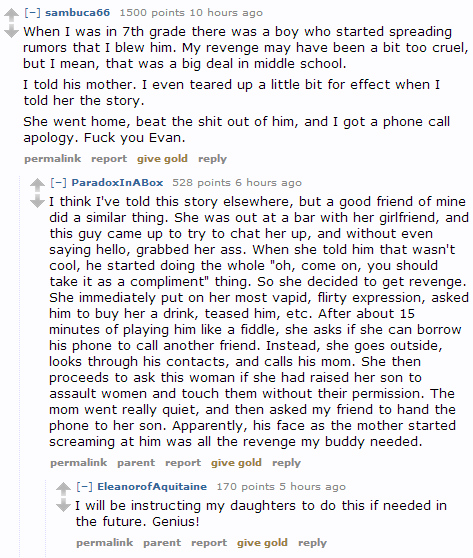 [–] sambuca66 1500 points 10 hours ago
When I was in 7th grade there was a boy who started spreading
rumors that I blew him. My revenge may have been a bit too cruel,
but I mean, that was a big deal in middle school.
I told his mother. I even teared up a little bit for effect when I
told her the story.
She went home, beat the shit out of him, and I got a phone call
apology. Fuck you Evan.
permalink report give gold reply
[–] ParadoxInABox 528 points 6 hours ago
I think I've told this story elsewhere, but a good friend of mine
did a similar thing. She was out at a bar with her girlfriend, and
this guy came up to try to chat her up, and without even
saying hello, grabbed her ass. When she told him that wasn't
cool, he started doing the whole "oh, come on, you should
take it as a compliment" thing. So she decided to get revenge.
She immediately put on her most vapid, flirty expression, asked
him to buy her a drink, teased him, etc. After about 15
minutes of playing him like a fiddle, she asks if she can borrow
his phone to call another friend. Instead, she goes outside,
looks through his contacts, and calls his mom. She then
proceeds to ask this woman if she had raised her son to
assault women and touch them without their permission. The
mom went really quiet, and then asked my friend to hand the
phone to her son. Apparently, his face as the mother started
screaming at him was all the revenge my buddy needed.
permalink parent report give gold reply
[–] EleanorofAquitaine 170 points 5 hours ago
I will be instructing my daughters to do this if needed in
the future. Genius!
permalink parent report give gold reply